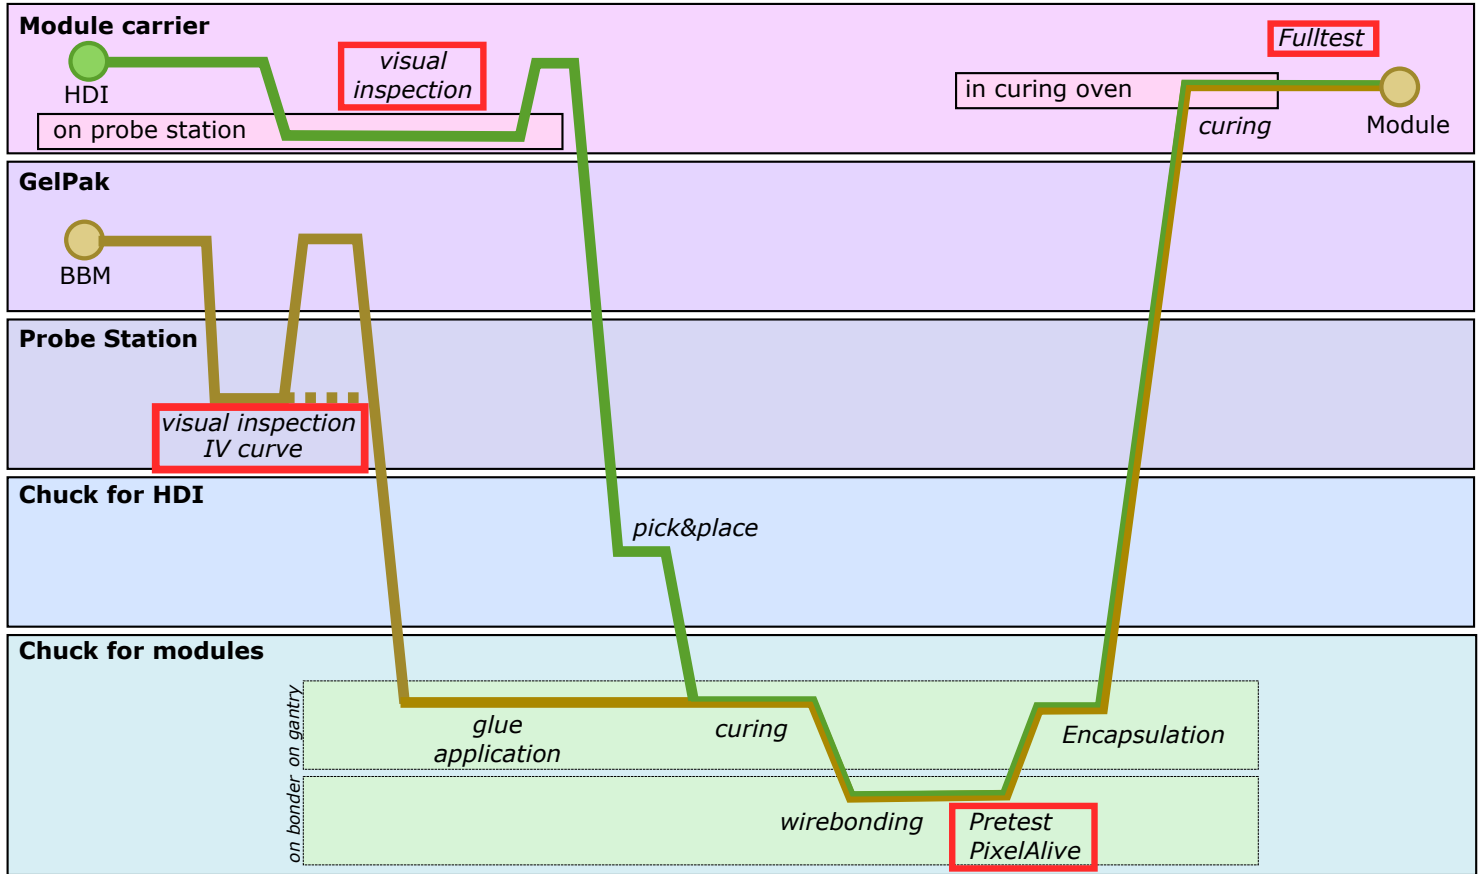 Module carrier
HDI
visual
inspection
on probe station
Fulltest
in curing oven
curing
Module
GelPak
BBM
Probe Station
visual inspection
IV curve
Chuck for HDI
pick&place
Chuck for modules
on gantry
glue
application
curing
Encapsulation
on bonder
wirebonding
Pretest
PixelAlive